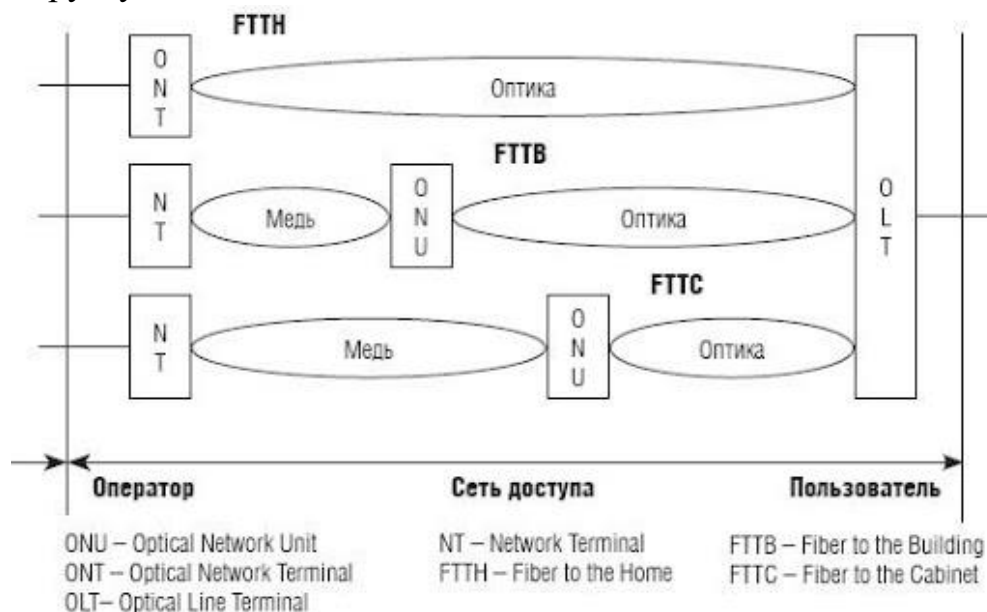 FTTH
O
N
T
Оптика
FTTB
N
T
Медь
O
N
U
Оптика
O
L
T
FTTC
N
T
Медь
O
N
U
Оптика
Оператор Сеть доступа Пользователь
ONU – Optical Network Unit NT – Network Terminal FTTB – Fiber to the Building
ONT – Optical Network Terminal FTTH – Fiber to the Home FTTC – Fiber to the Cabinet
OLT– Optical Line Terminal